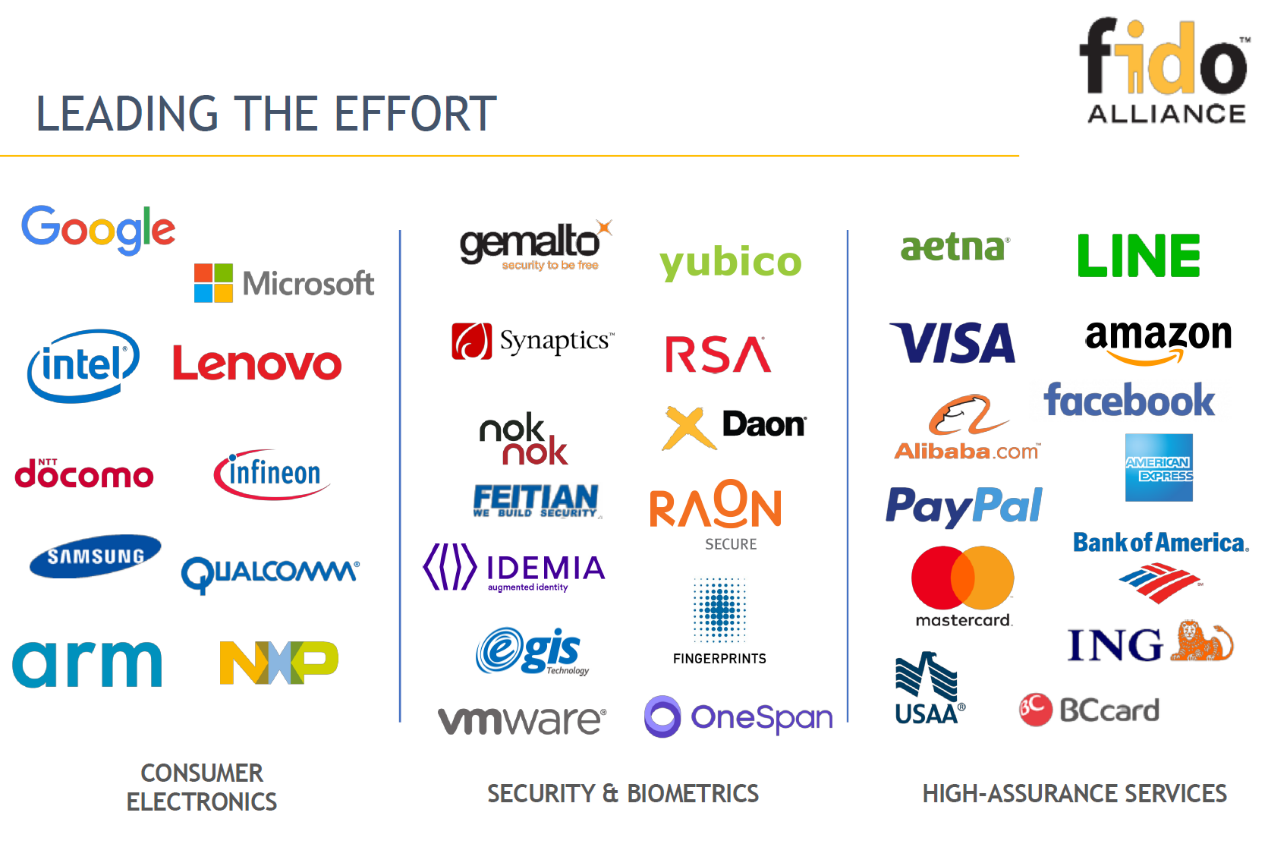 fido™
ALLIANCE
LEADING THE EFFORT
Google
Microsoft
intel®
Lenovo
NTT
döcomo
infineon
SAMSUNG
QUALCOMM®
arm
NXP
CONSUMER
ELECTRONICS
gemalto
security to be free
yubico
Synaptics™
RSA
nok
nok
Daon®
FEITIAN
WE BUILD SECURITY
RAON
SECURE
IDEMIA
augmented identity
FINGERPRINTS
egis
Technology
vmware®
OneSpan
SECURITY & BIOMETRICS
aetna®
LINE
VISA
amazon
facebook
Alibaba.com™
AMERICAN
EXPRESS
PayPal
Bank of America.
mastercard.
ING
USAA®
BC
BCcard
HIGH-ASSURANCE SERVICES